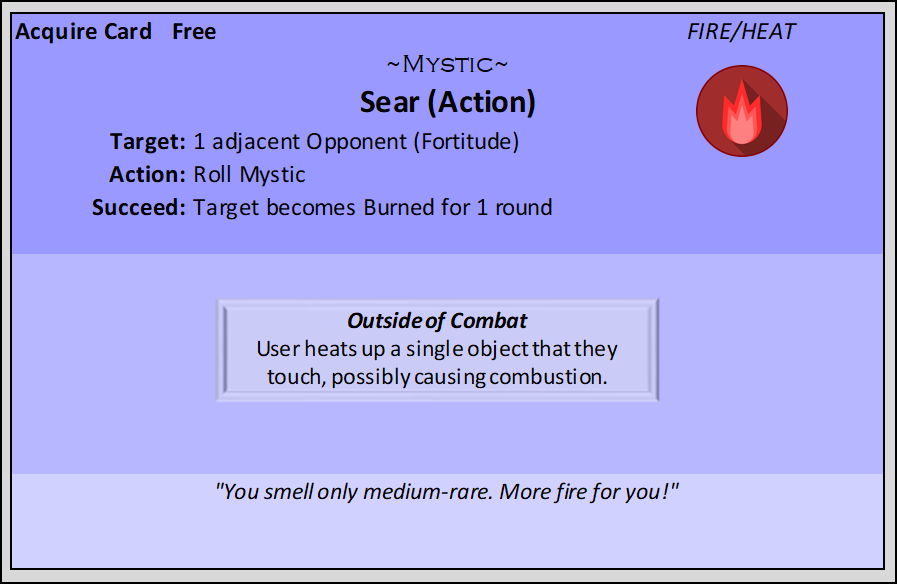 Acquire Card Free FIRE/HEAT
~Mystic~
Sear (Action)
Target: 1 adjacent Opponent (Fortitude)
Action: Roll Mystic
Succeed: Target becomes Burned for 1 round
Outside of Combat
User heats up a single object that they
touch, possibly causing combustion.
"You smell only medium-rare. More fire for you!"